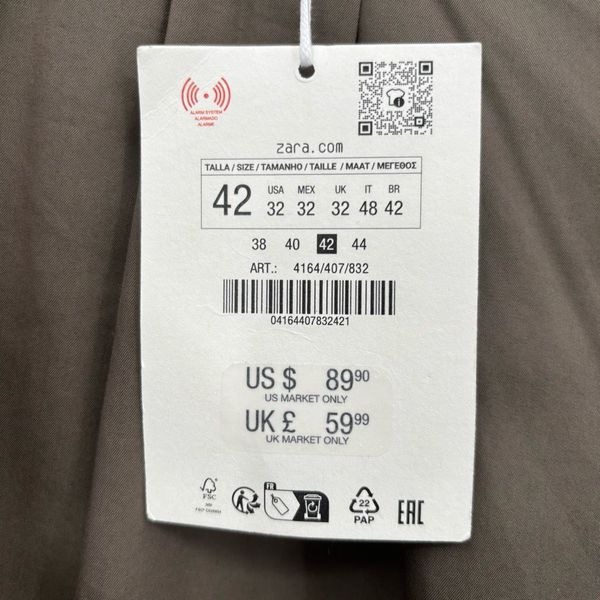 ALARM SYSTEM
ALARMADO
ALARME
zara.com
TALLA / SIZE / TAMANHO / TAILLE / MAAT / ΜΕΓΕΘΟΣ
42 USA MEX UK IT BR
32 32 32 48 42
38 40 42 44
ART.: 4164/407/832
04164407832421
US $ 89 90
US MARKET ONLY
UK £ 59 99
UK MARKET ONLY
FSC
FR
22
PAP
EAC